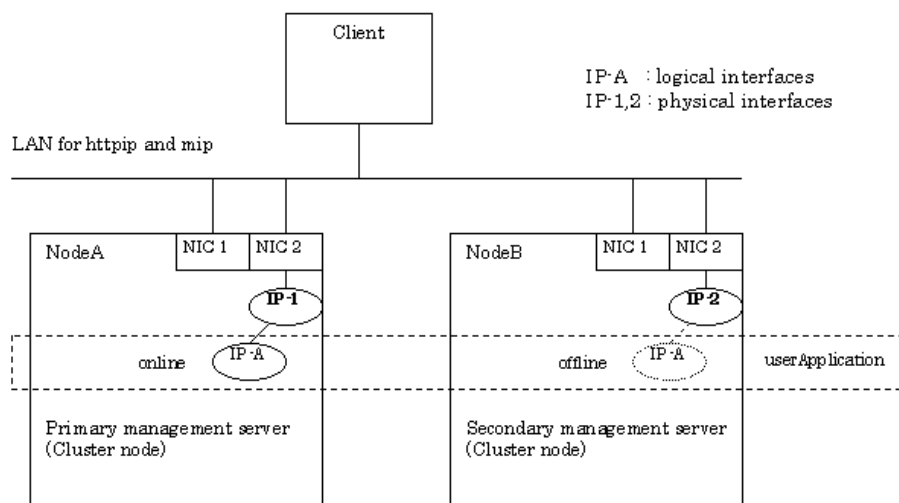 Client
IP-A : logical interfaces
IP-1,2 : physical interfaces
LAN for httpip and mip
NodeA
NIC 1
NIC 2
NodeB
NIC 1
NIC 2
IP-1
IP-2
online
IP-A
offline
IP-A
userApplication
Primary management server
(Cluster node)
Secondary management server
(Cluster node)